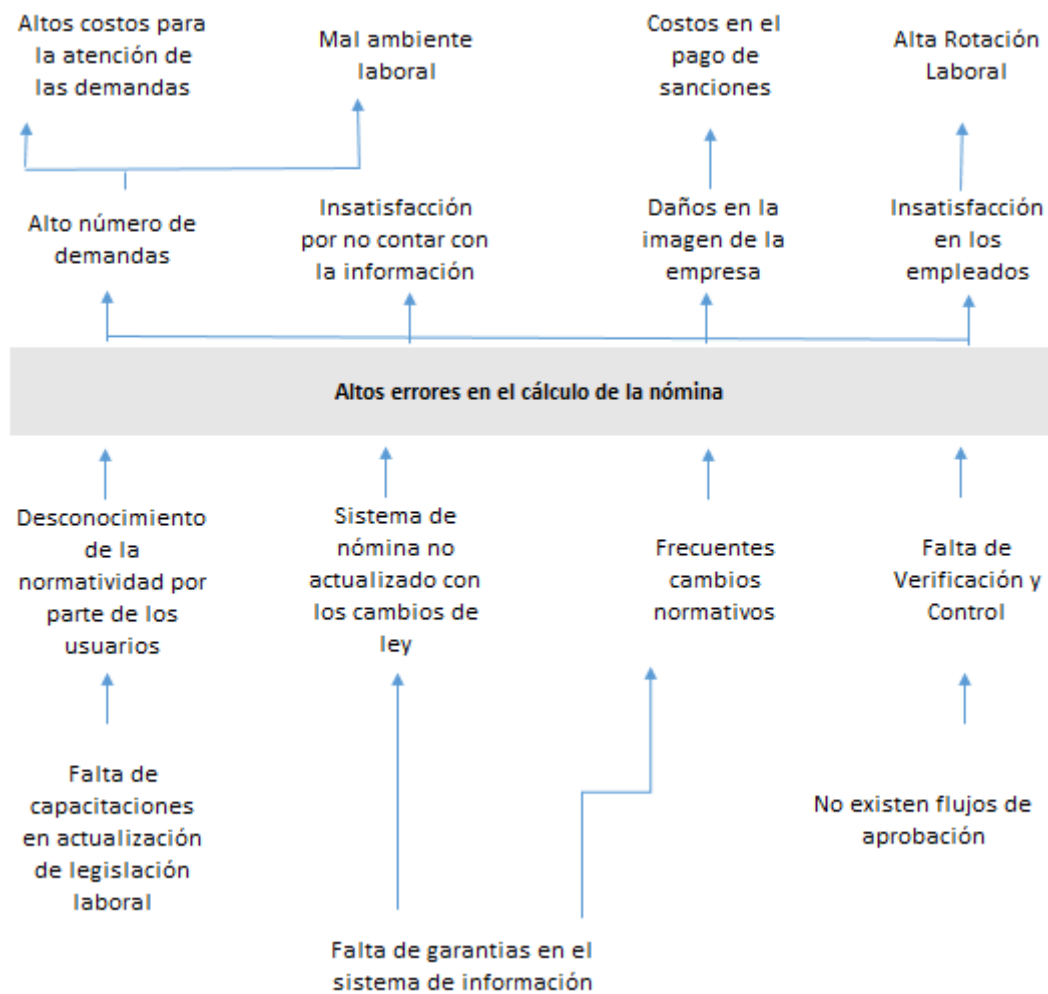 Altos costos para
la atención de
las demandas
Mal ambiente
laboral
Costos en el
pago de
sanciones
Alta Rotación
Laboral
Alto número de
demandas
Insatisfacción
por no contar con
la información
Daños en la
imagen de la
empresa
Insatisfacción
en los
empleados
Altos errores en el cálculo de la nómina
Desconocimiento
de la
normatividad por
parte de los
usuarios
Sistema de
nómina no
actualizado con
los cambios de
ley
Frecuentes
cambios
normativos
Falta de
Verificación y
Control
Falta de
capacitaciones
en actualización
de legislación
laboral
No existen flujos de
aprobación
Falta de garantias en el
sistema de información